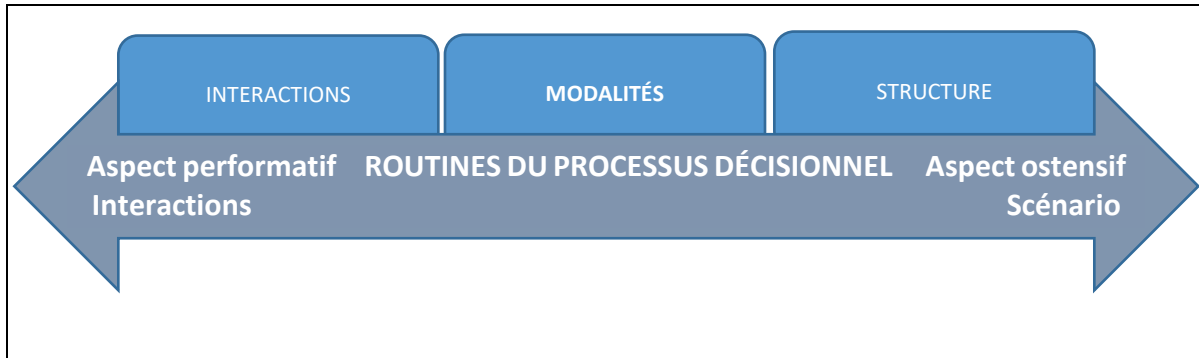 INTERACTIONS
MODALITÉS
STRUCTURE
Aspect performatif ROUTINES DU PROCESSUS DÉCISIONNEL Aspect ostensif
Interactions Scénario